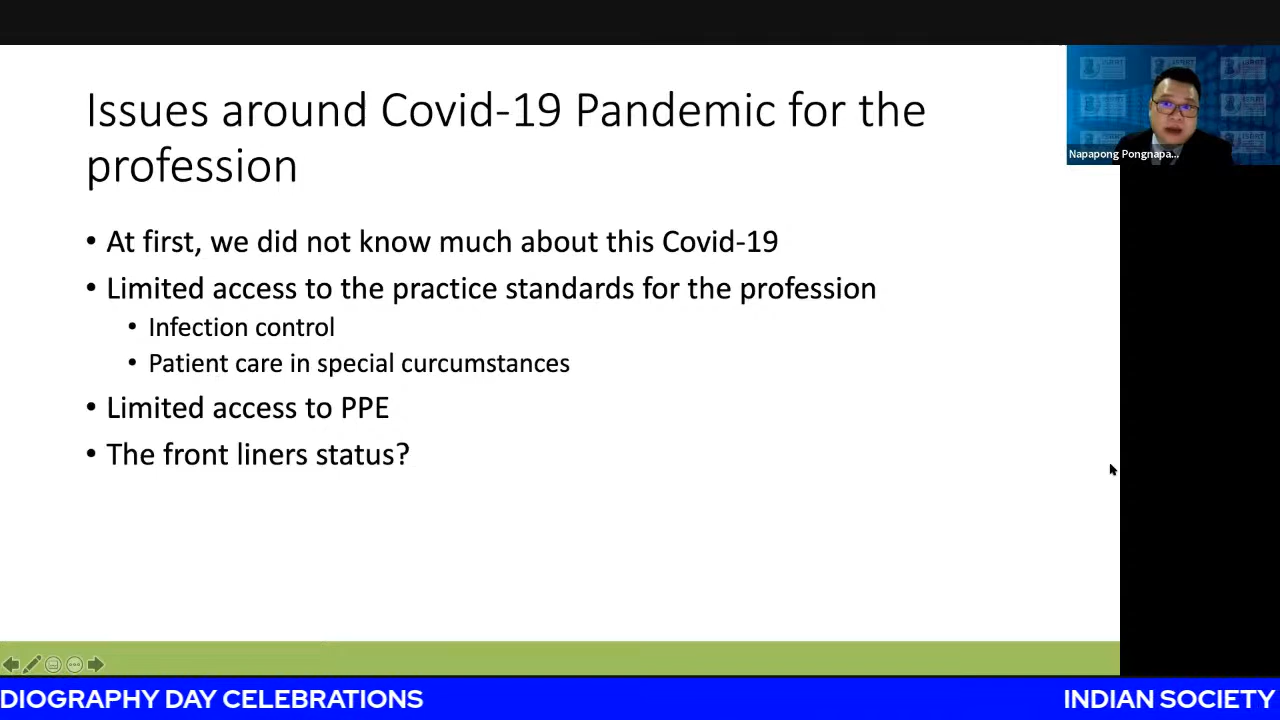 Issues around Covid-19 Pandemic for the
profession
• At first, we did not know much about this Covid-19
• Limited access to the practice standards for the profession
• Infection control
• Patient care in special curcumstances
• Limited access to PPE
• The front liners status?
Napapong Pongnapa...
DIOGRAPHY DAY CELEBRATIONS
INDIAN SOCIETY